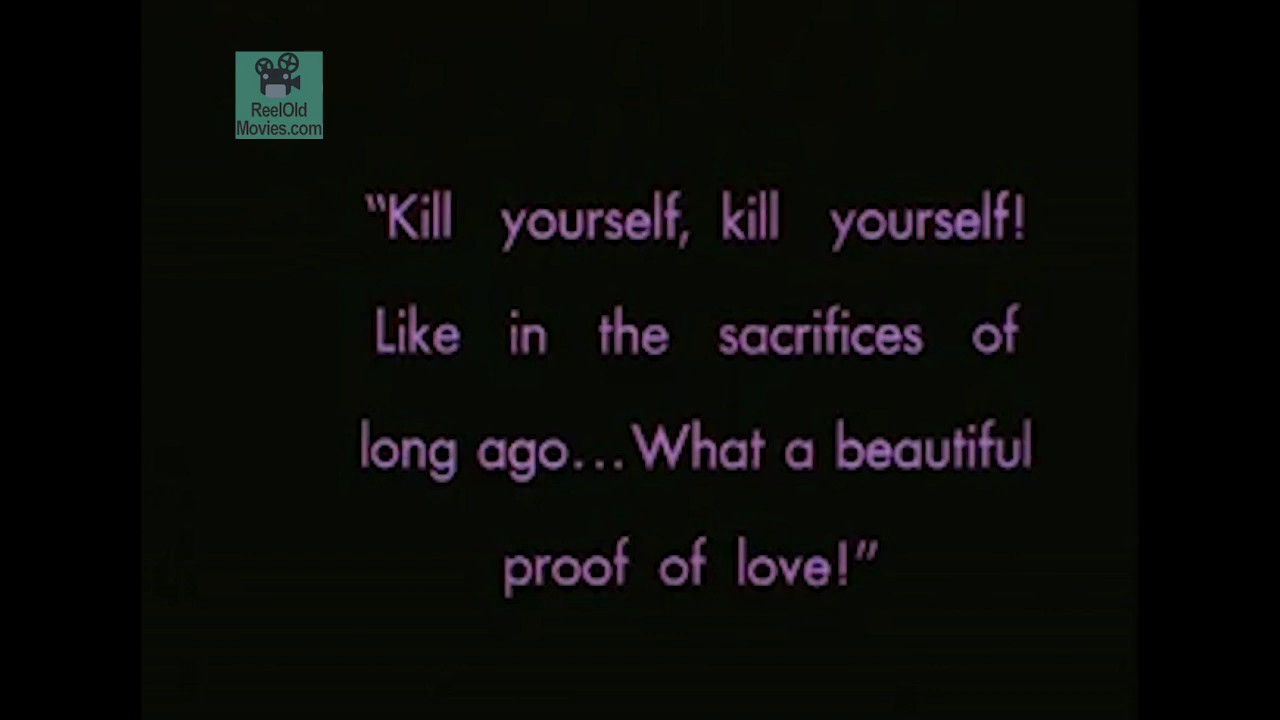 ReelOld
Movies.com
“Kill yourself, kill yourself!
Like in the sacrifices of
long ago...What a beautiful
proof of love!”